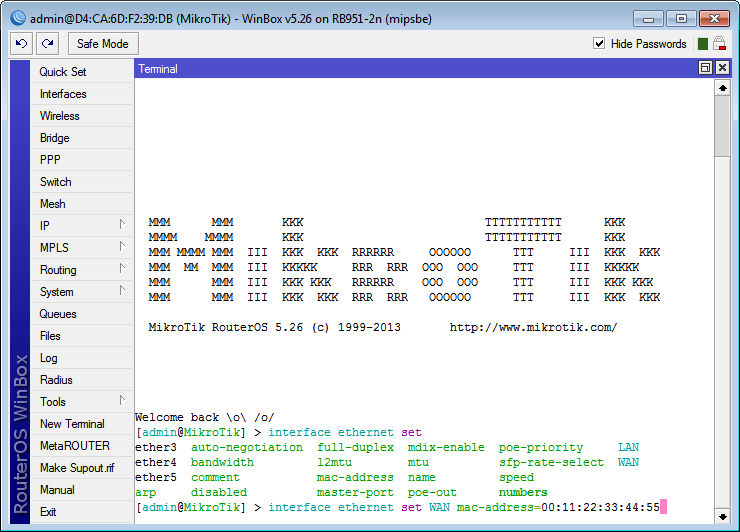 admin@D4:CA:6D:F2:39:DB (MikroTik) - WinBox v5.26 on RB951-2n (mipsbe)
Safe Mode
Hide Passwords
RouterOS WinBox
Quick Set
Interfaces
Wireless
Bridge
PPP
Switch
Mesh
IP
MPLS
Routing
System
Queues
Files
Log
Radius
Tools
New Terminal
MetaROUTER
Make Supout.rif
Manual
Exit
Terminal
MMM      MMM       KKK                          TTTTTTTTTTT      KKK
MMMM    MMMM       KKK                          TTTTTTTTTTT      KKK
MMM MMMM MMM  III  KKK  KKK  RRRRRR     OOOOOO      TTT     III  KKK  KKK
MMM  MM  MMM  III  KKKKK     RRR  RRR  OOO  OOO     TTT     III  KKKKK
MMM      MMM  III  KKK KKK   RRRRRR    OOO  OOO     TTT     III  KKK KKK
MMM      MMM  III  KKK  KKK  RRR  RRR   OOOOOO      TTT     III  KKK  KKK
MikroTik RouterOS 5.26 (c) 1999-2013       http://www.mikrotik.com/
Welcome back \o\ /o/
[admin@MikroTik] > interface ethernet set
ether3  auto-negotiation  full-duplex  mdix-enable  poe-priority     LAN
ether4  bandwidth         l2mtu        mtu          sfp-rate-select  WAN
ether5  comment           mac-address  name         speed
arp     disabled          master-port  poe-out      numbers
[admin@MikroTik] > interface ethernet set WAN mac-address=00:11:22:33:44:55